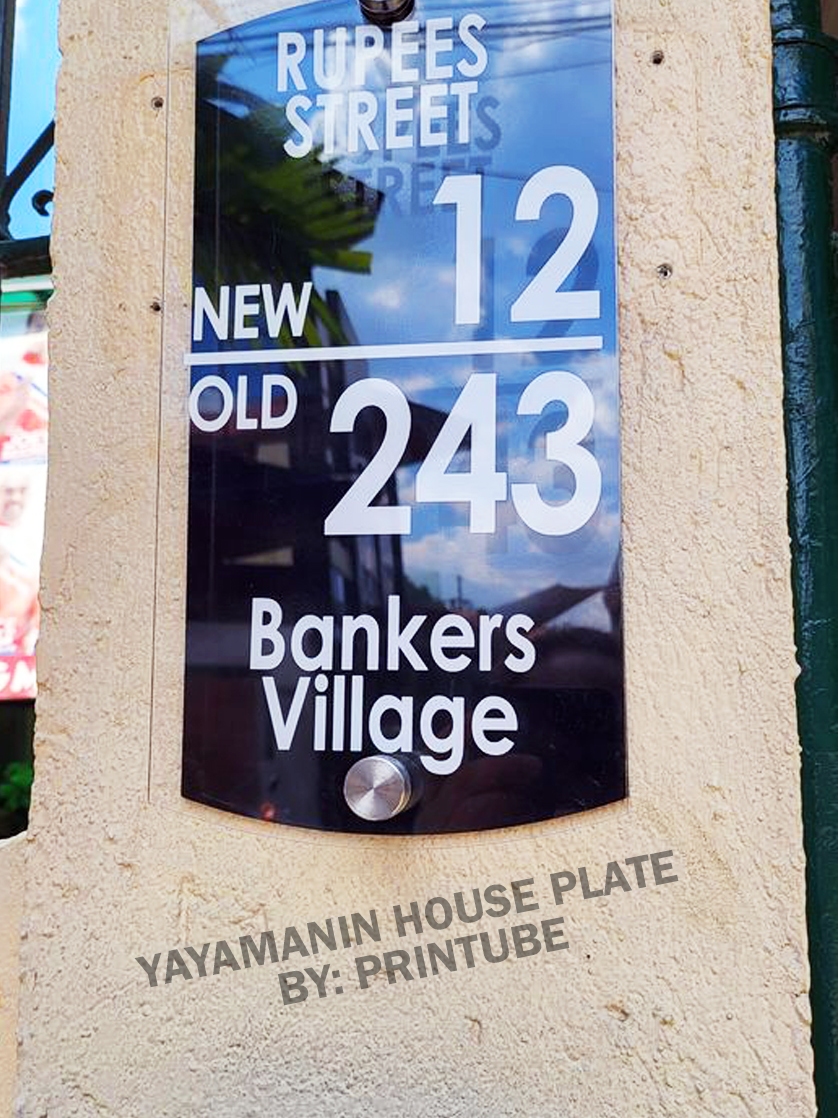 RUPEES
STREET
12
NEW
OLD
243
Bankers
Village
YAYAMANIN HOUSE PLATE
BY: PRINTUBE